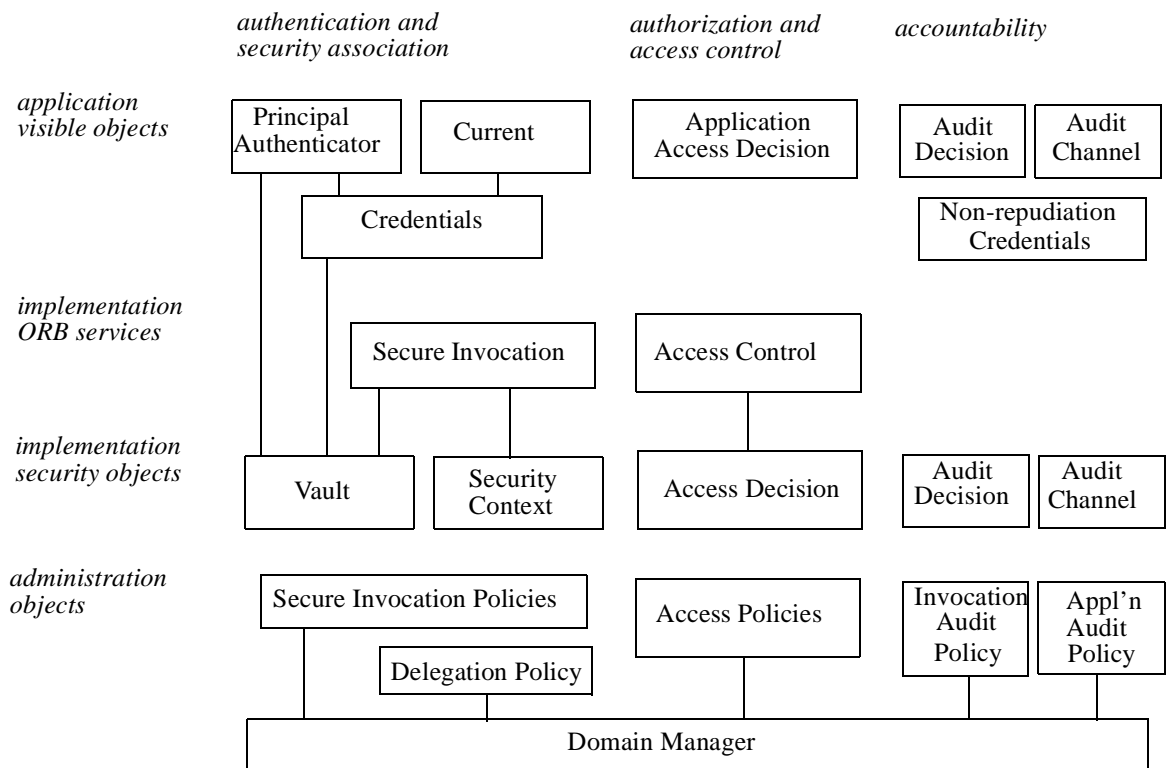 authentication and
security association
authorization and
access control
accountability
application
visible objects
Principal
Authenticator
Current
Application
Access Decision
Audit
Decision
Audit
Channel
Credentials
Non-repudiation
Credentials
implementation
ORB services
Secure Invocation
Access Control
implementation
security objects
Vault
Security
Context
Access Decision
Audit
Decision
Audit
Channel
administration
objects
Secure Invocation Policies
Access Policies
Invocation
Audit
Policy
Appl’n
Audit
Policy
Delegation Policy
Domain Manager